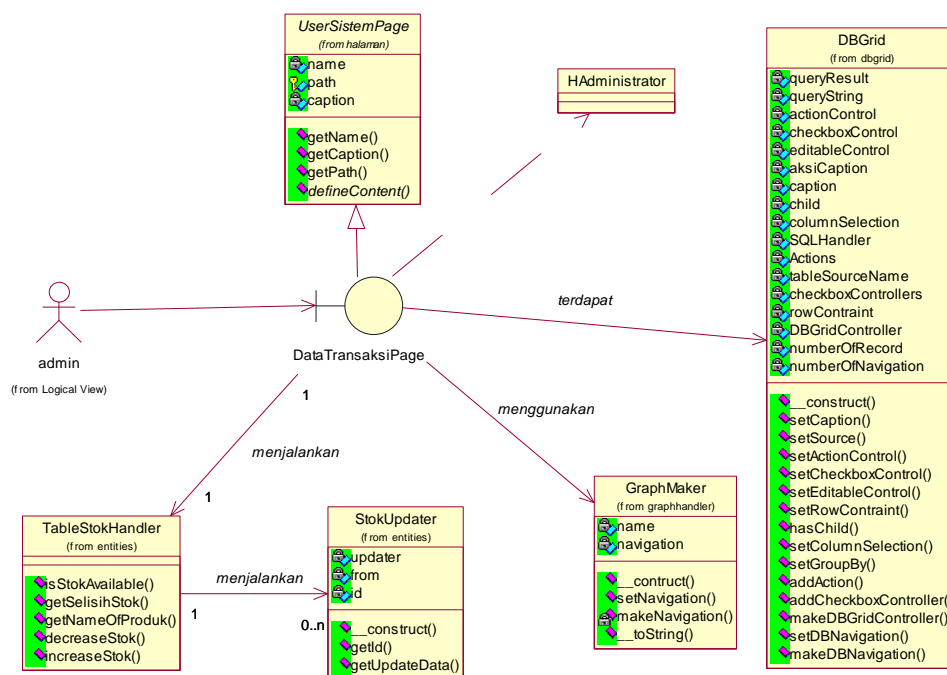 UserSistemPage
(from halaman)
name
path
caption
getName()
getCaption()
getPath()
defineContent()
HAdministrator
DBGrid
(from dbgrid)
queryResult
queryString
actionControl
checkboxControl
editableControl
aksiCaption
caption
child
columnSelection
SQLHandler
Actions
tableSourceName
checkboxControllers
rowContraint
DBGridController
numberOfRecord
numberOfNavigation
__construct()
setCaption()
setSource()
setActionControl()
setCheckboxControl()
setEditableControl()
setRowContraint()
hasChild()
setColumnSelection()
setGroupBy()
addAction()
addCheckboxController()
makeDBGridController()
setDBNavigation()
makeDBNavigation()
terdapat
admin
(from Logical View)
DataTransaksiPage
1
menjalankan
1
menggunakan
TableStokHandler
(from entities)
isStokAvailable()
getSelisihStok()
getNameOfProduk()
decreaseStok()
increaseStok()
menjalankan
1
0..n
StokUpdater
(from entities)
updater
from
id
__construct()
getId()
getUpdateData()
GraphMaker
(from graphhandler)
name
navigation
__contruct()
setNavigation()
makeNavigation()
__toString()